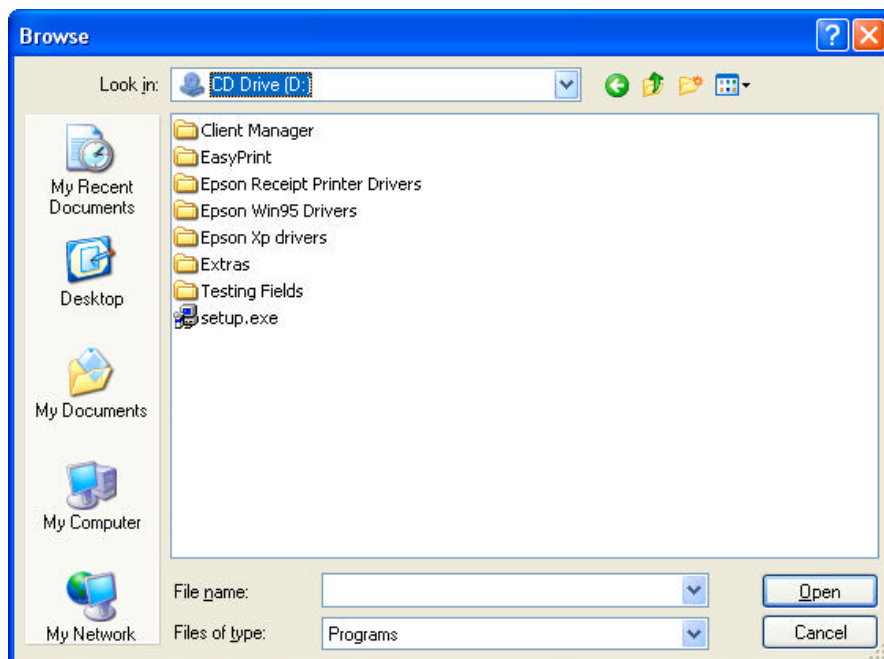 Browse
Look in:
CD Drive (D:
Client Manager
EasyPrint
Epson Receipt Printer Drivers
Epson Win95 Drivers
Epson Xp drivers
Extras
Testing Fields
setup.exe
My Recent
Documents
Desktop
My Documents
My Computer
My Network
File name:
Open
Files of type:
Programs
Cancel